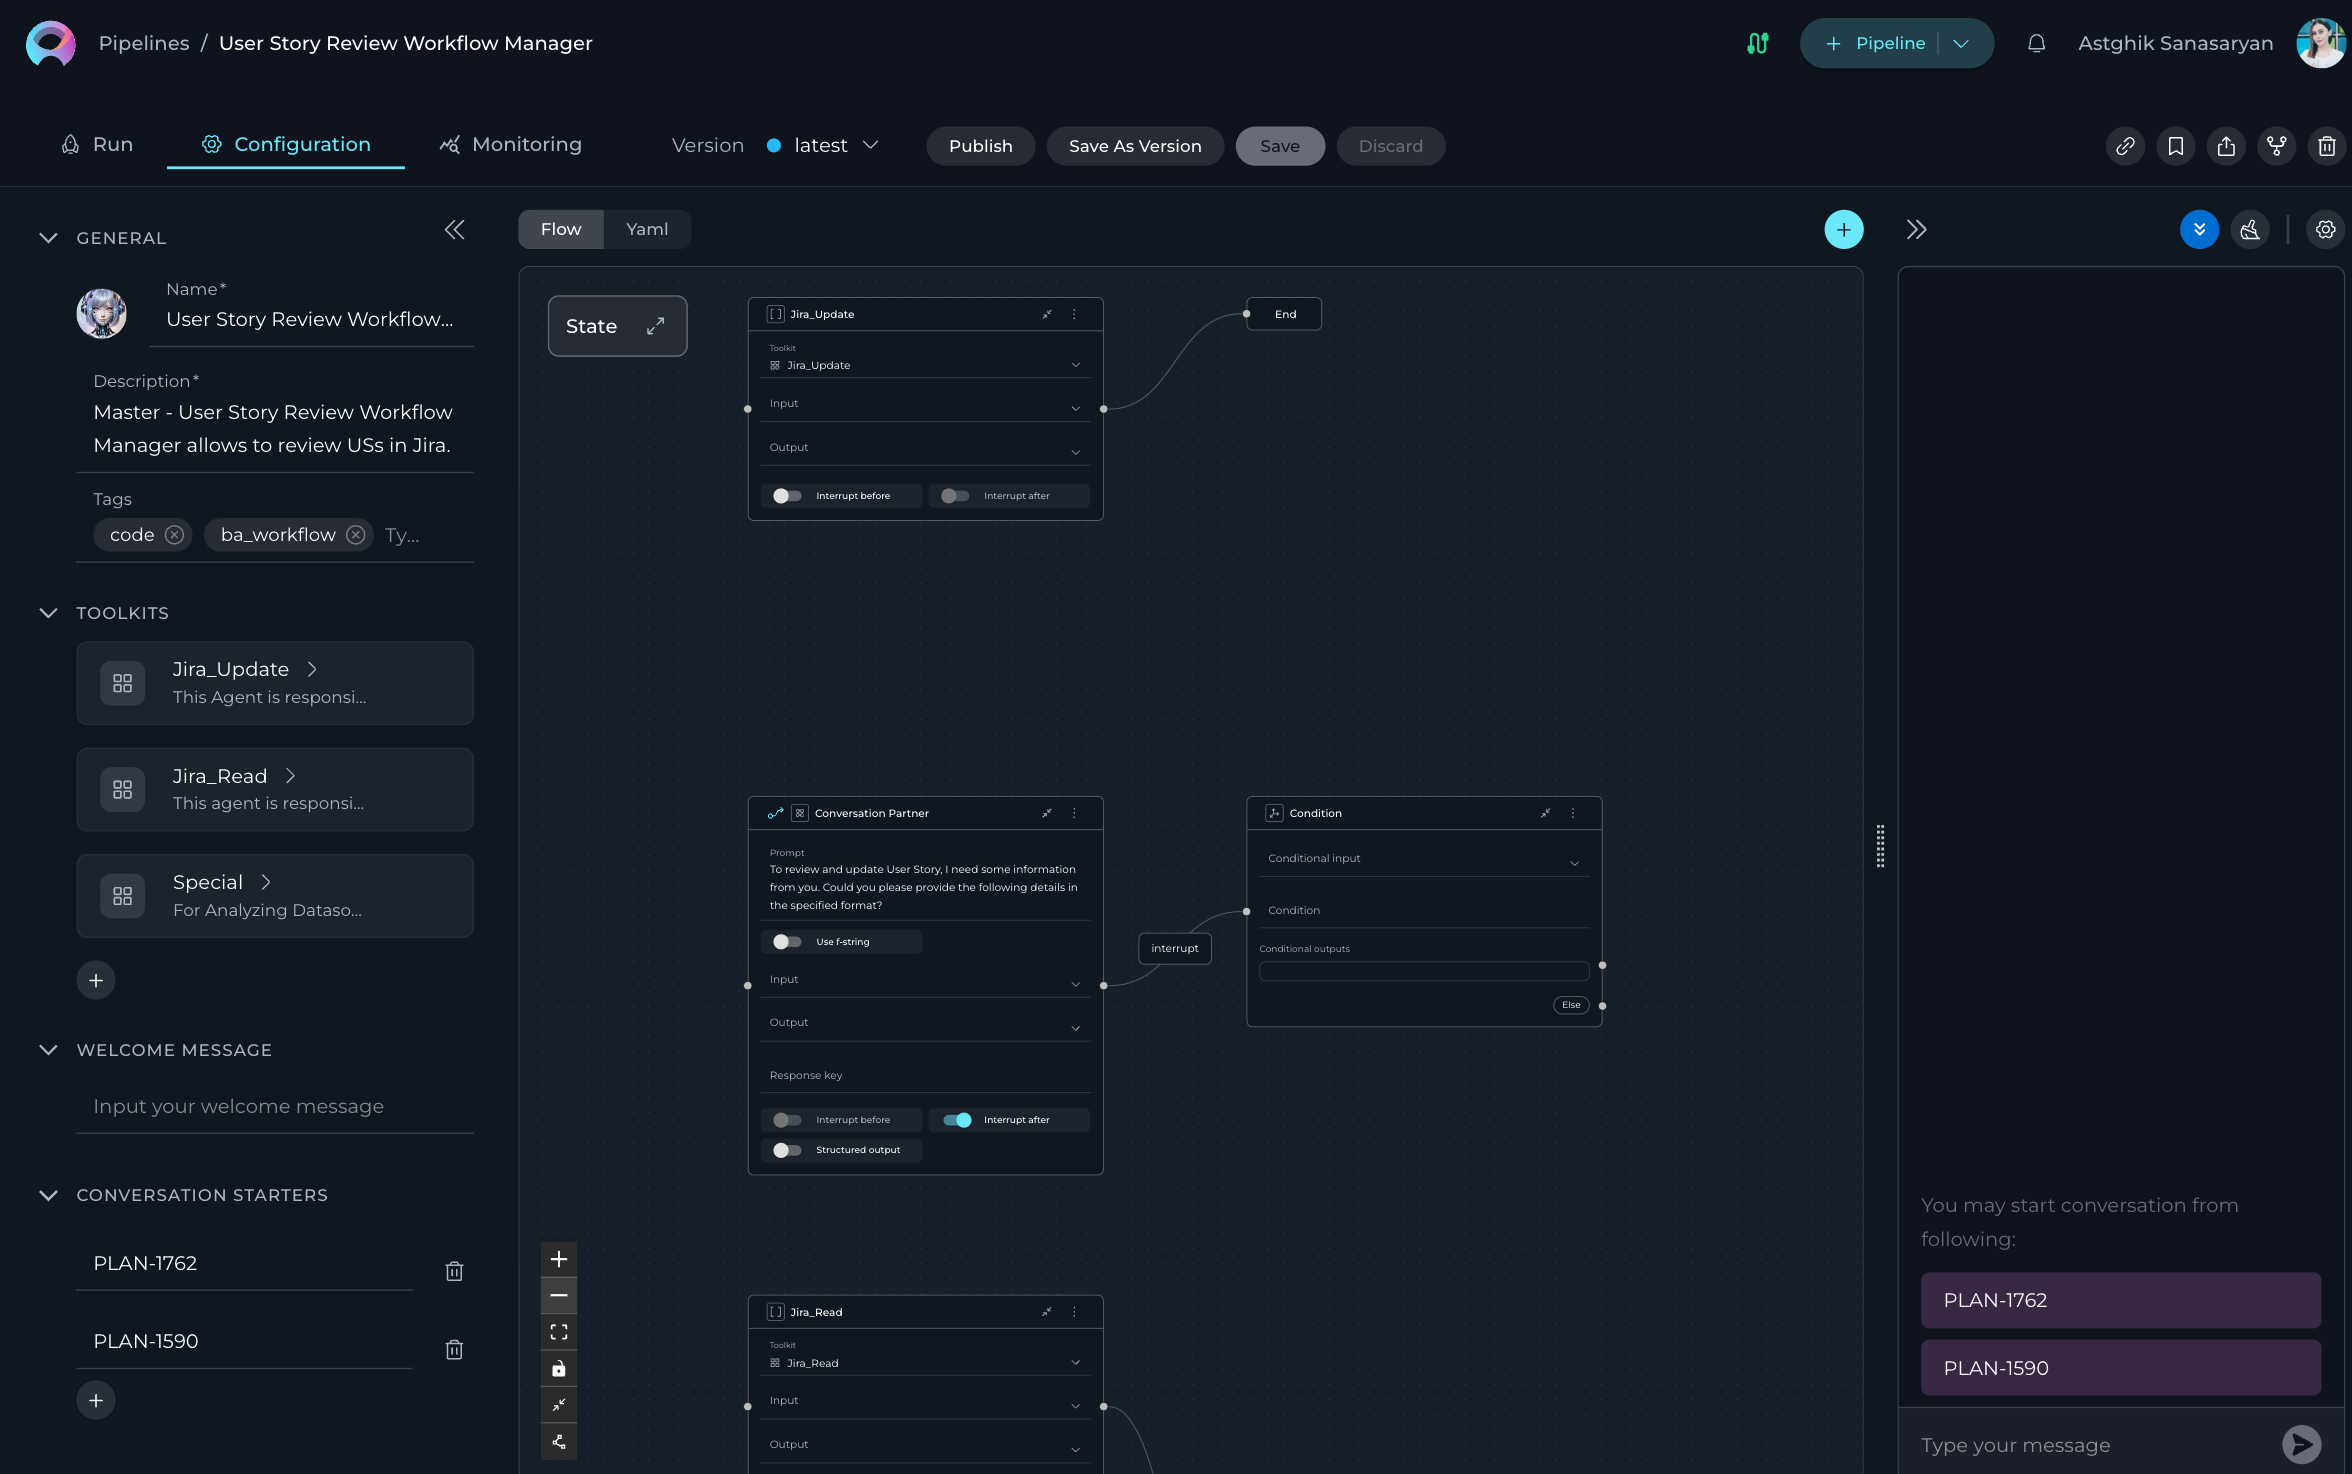 Pipelines / User Story Review Workflow Manager
Pipeline
Astghik Sanasaryan
Run
Configuration
Monitoring
Version
latest
Publish
Save As Version
Save
Discard
GENERAL
Name*
User Story Review Workflow...
Description*
Master - User Story Review Workflow
Manager allows to review USs in Jira.
Tags
code
ba_workflow
Ty...
TOOLKITS
Jira_Update
This Agent is responsi...
Jira_Read
This agent is responsi...
Special
For Analyzing Dataso...
WELCOME MESSAGE
Input your welcome message
CONVERSATION STARTERS
PLAN-1762
PLAN-1590
Flow
Yaml
State
Jira_Update
Toolkit
Jira_Update
Input
Output
Interrupt before
Interrupt after
End
Conversation Partner
Prompt
To review and update User Story, I need some information
from you. Could you please provide the following details in
the specified format?
Use f-string
Input
Output
Response key
Interrupt before
Interrupt after
Structured output
interrupt
Condition
Conditional input
Condition
Conditional outputs
Else
Jira_Read
Toolkit
Jira_Read
Input
Output
You may start conversation from
following:
PLAN-1762
PLAN-1590
Type your message